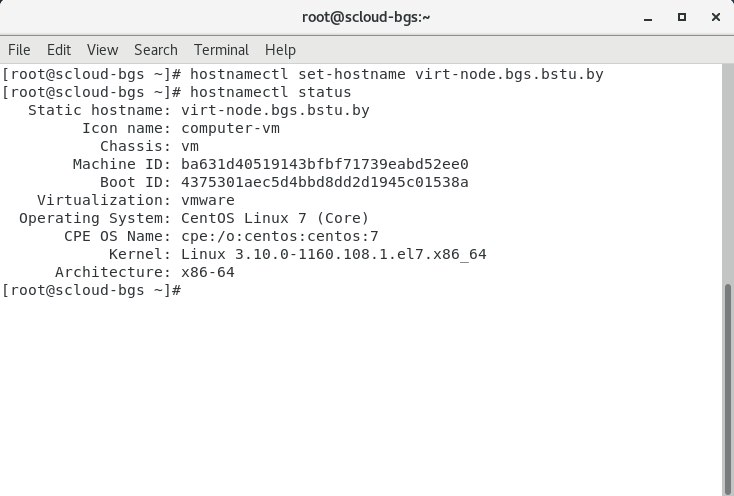 root@scloud-bgs:~
File Edit View Search Terminal Help
[root@scloud-bgs ~]# hostnamectl set-hostname virt-node.bgs.bstu.by
[root@scloud-bgs ~]# hostnamectl status
   Static hostname: virt-node.bgs.bstu.by
         Icon name: computer-vm
           Chassis: vm
        Machine ID: ba631d40519143bfbf71739eabd52ee0
           Boot ID: 4375301aec5d4bbd8dd2d1945c01538a
    Virtualization: vmware
  Operating System: CentOS Linux 7 (Core)
       CPE OS Name: cpe:/o:centos:centos:7
            Kernel: Linux 3.10.0-1160.108.1.el7.x86_64
      Architecture: x86-64
[root@scloud-bgs ~]#